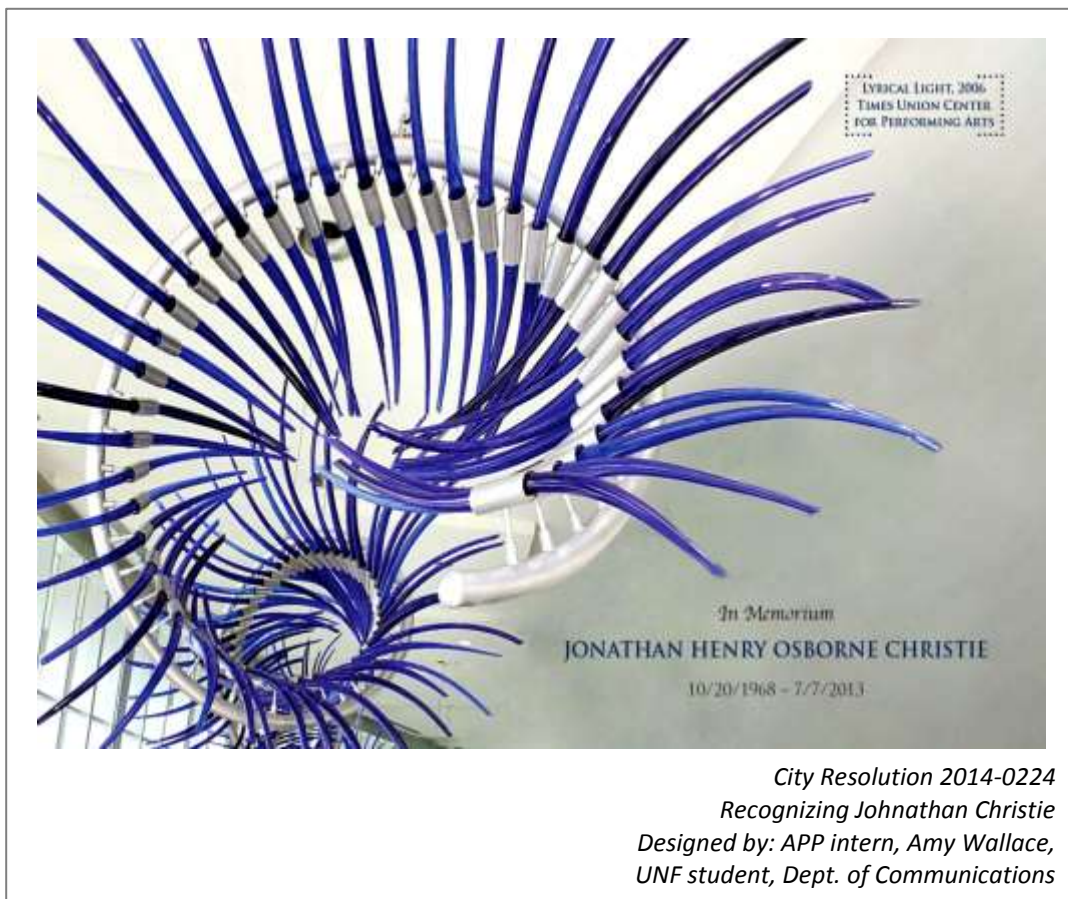 LYRICAL LIGHT, 2006
TIMES UNION CENTER
FOR PERFORMING ARTS
In Memorium
JONATHAN HENRY OSBORNE CHRISTIE
10/20/1968 – 7/7/2013
City Resolution 2014-0224
Recognizing Johnathan Christie
Designed by: APP intern, Amy Wallace,
UNF student, Dept. of Communications